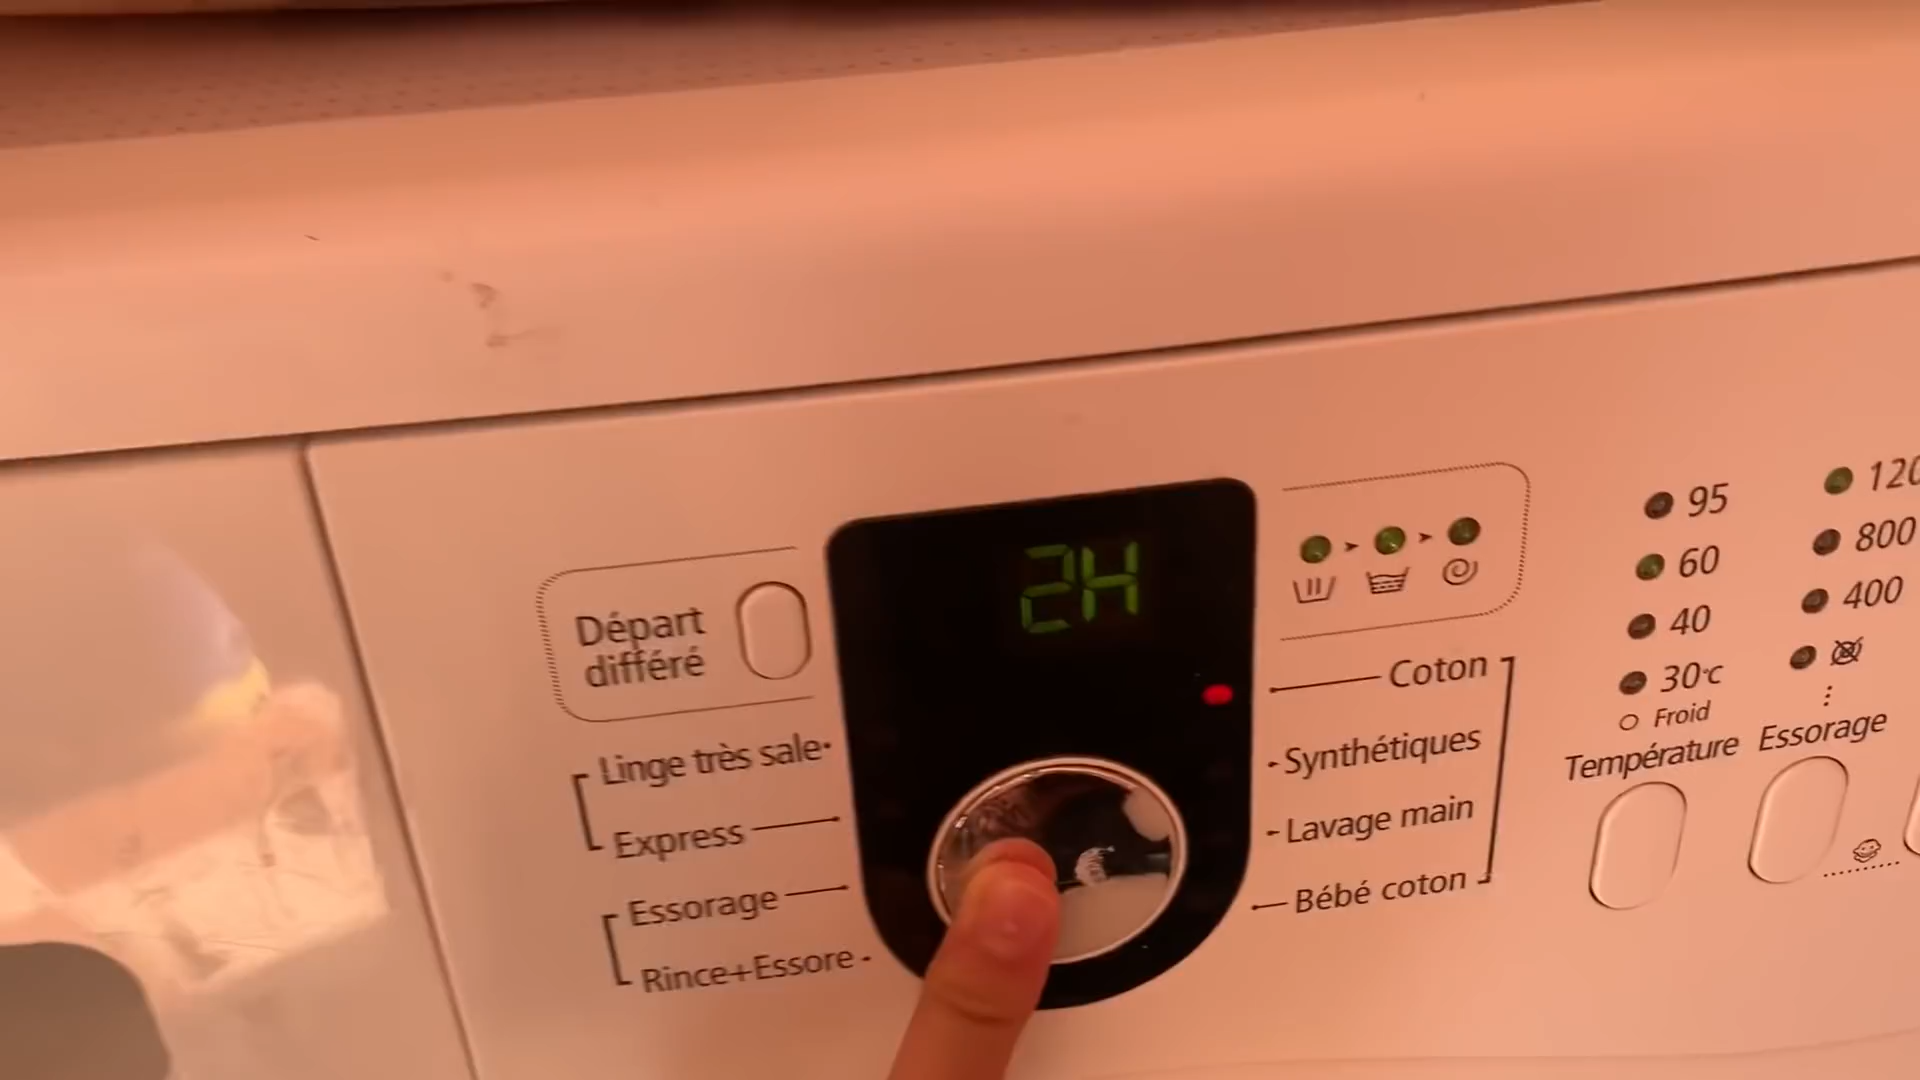 2H
Départ
différé
Linge très sale
Express
Essorage
Rince+Essore
Coton
Synthétiques
Lavage main
Bébé coton
95
60
40
30°c
Froid
Température
120
800
400
Essorage